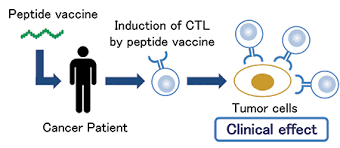 Peptide vaccine
Induction of CTL
by peptide vaccine
Cancer Patient
Tumor cells
Clinical effect